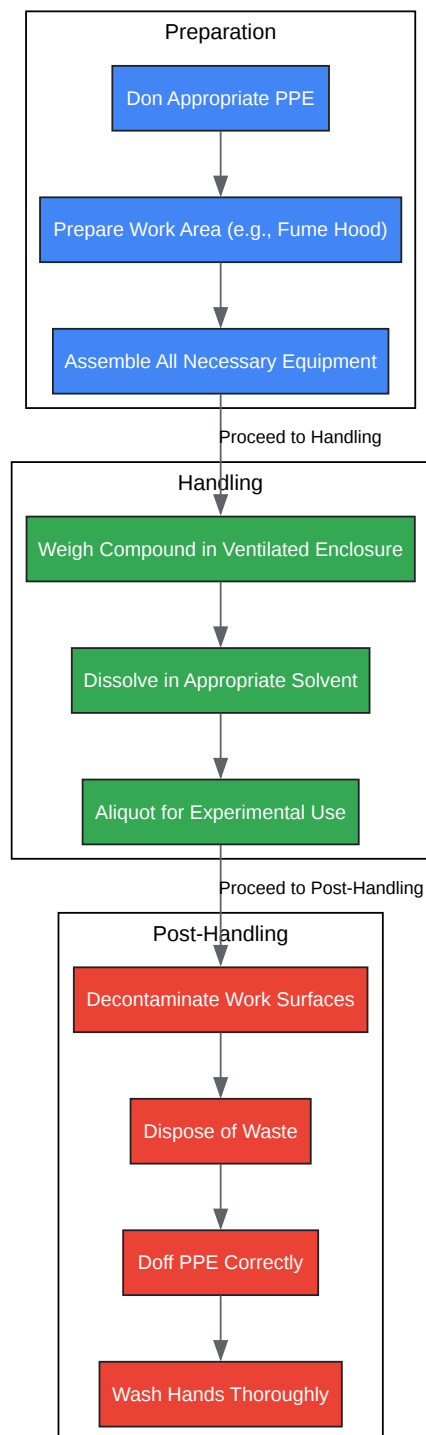 Preparation
Don Appropriate PPE
Prepare Work Area (e.g., Fume Hood)
Assemble All Necessary Equipment
Proceed to Handling
Handling
Weigh Compound in Ventilated Enclosure
Dissolve in Appropriate Solvent
Aliquot for Experimental Use
Proceed to Post-Handling
Post-Handling
Decontaminate Work Surfaces
Dispose of Waste
Doff PPE Correctly
Wash Hands Thoroughly